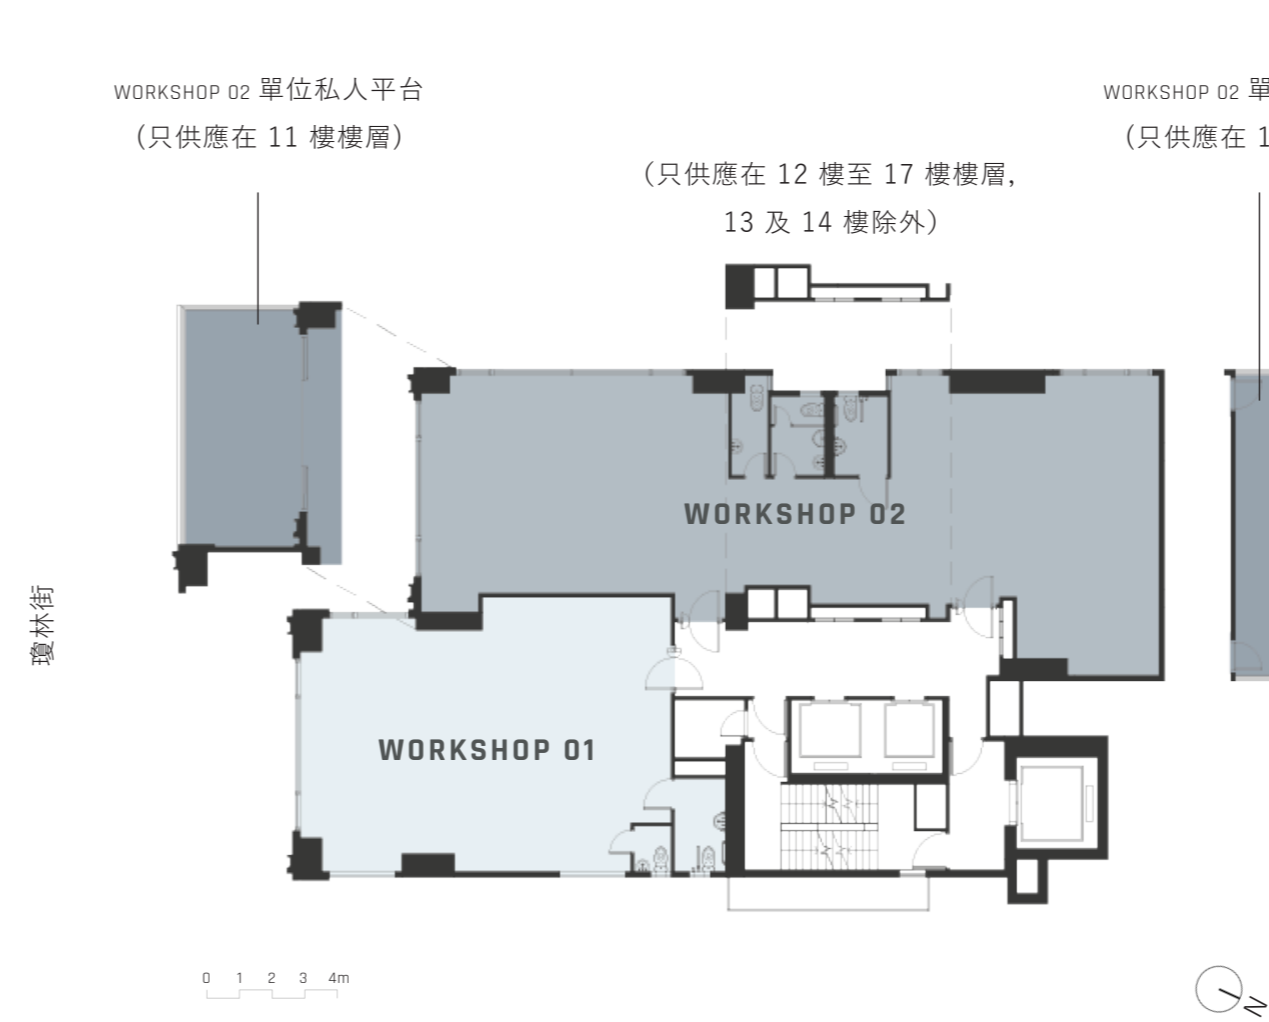 WORKSHOP 02 單位私人平台
(只供應在 11 樓樓層)
WORKSHOP 02 單
(只供應在 1
(只供應在 12 樓至 17 樓樓層,
13 及 14 樓除外)
WORKSHOP 02
瓊林街
WORKSHOP 01
0 1 2 3 4m
N